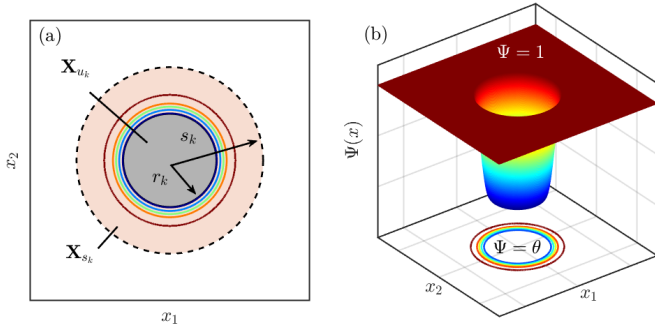 (a)
X_{u_k}
s_k
r_k
X_{s_k}
x_2
x_1
(b)
Ψ = 1
Ψ(x)
Ψ = θ
x_2
x_1